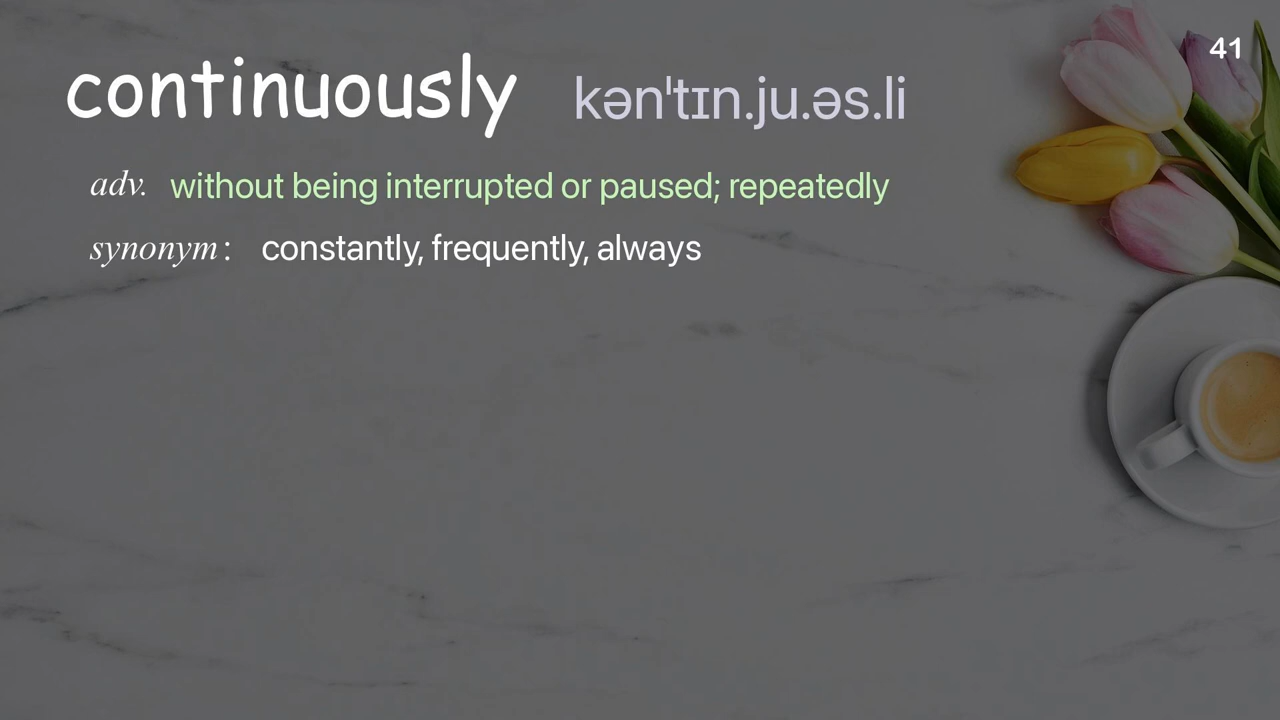 41
continuously kən'tɪn.ju.əs.li
adv. without being interrupted or paused; repeatedly
synonym: constantly, frequently, always